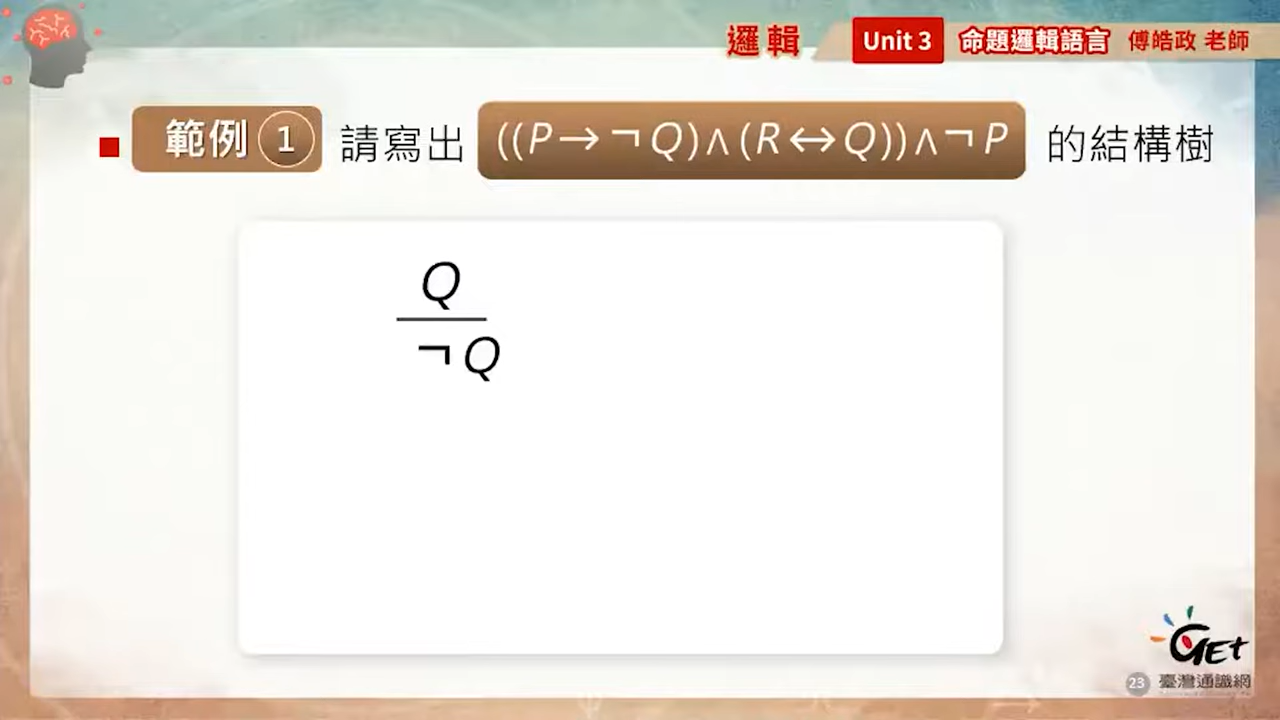 邏輯 Unit 3 命題邏輯語言 傅皓政 老師
範例 1 請寫出 ((P→¬Q)∧(R↔Q))∧¬P 的結構樹
Q
¬Q
GET
23 臺灣通識網